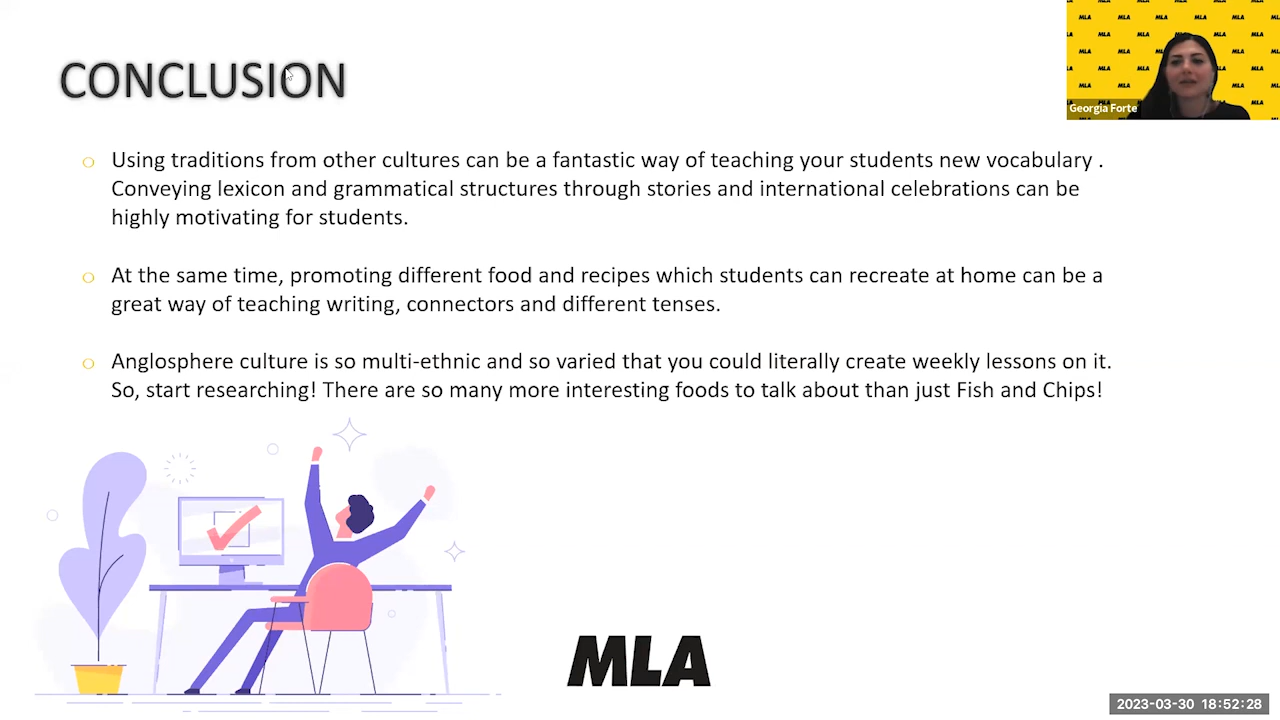 CONCLUSION
Using traditions from other cultures can be a fantastic way of teaching your students new vocabulary .
Conveying lexicon and grammatical structures through stories and international celebrations can be
highly motivating for students.
At the same time, promoting different food and recipes which students can recreate at home can be a
great way of teaching writing, connectors and different tenses.
Anglosphere culture is so multi-ethnic and so varied that you could literally create weekly lessons on it.
So, start researching! There are so many more interesting foods to talk about than just Fish and Chips!
MLA
Georgia Forte
MLA
2023-03-30 18:52:28